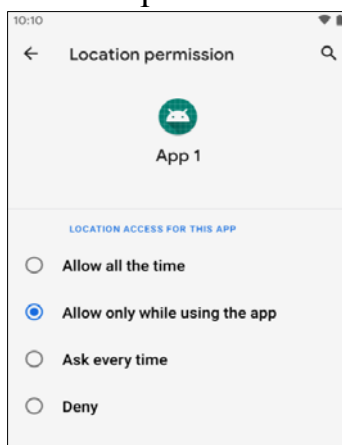 10:10
Location permission
App 1
LOCATION ACCESS FOR THIS APP
Allow all the time
Allow only while using the app
Ask every time
Deny